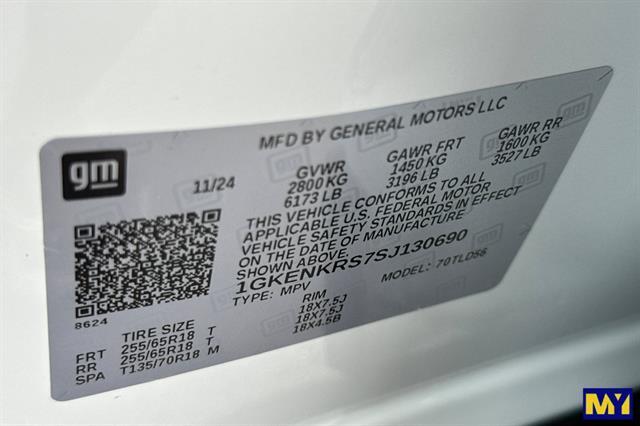 MFD BY GENERAL MOTORS LLC
gm
11/24
GVWR GAWR FRT GAWR RR
2800 KG 1450 KG 1600 KG
6173 LB 3196 LB 3527 LB
THIS VEHICLE CONFORMS TO ALL
APPLICABLE U.S. FEDERAL MOTOR
VEHICLE SAFETY STANDARDS IN EFFECT
ON THE DATE OF MANUFACTURE
SHOWN ABOVE.
1GKENKRS7SJ130690
TYPE: MPV MODEL: 70TLD56
8624
TIRE SIZE RIM
FRT 255/65R18 T 18X7.5J
RR 255/65R18 T 18X7.5J
SPA T135/70R18 M 18X4.5B
MY